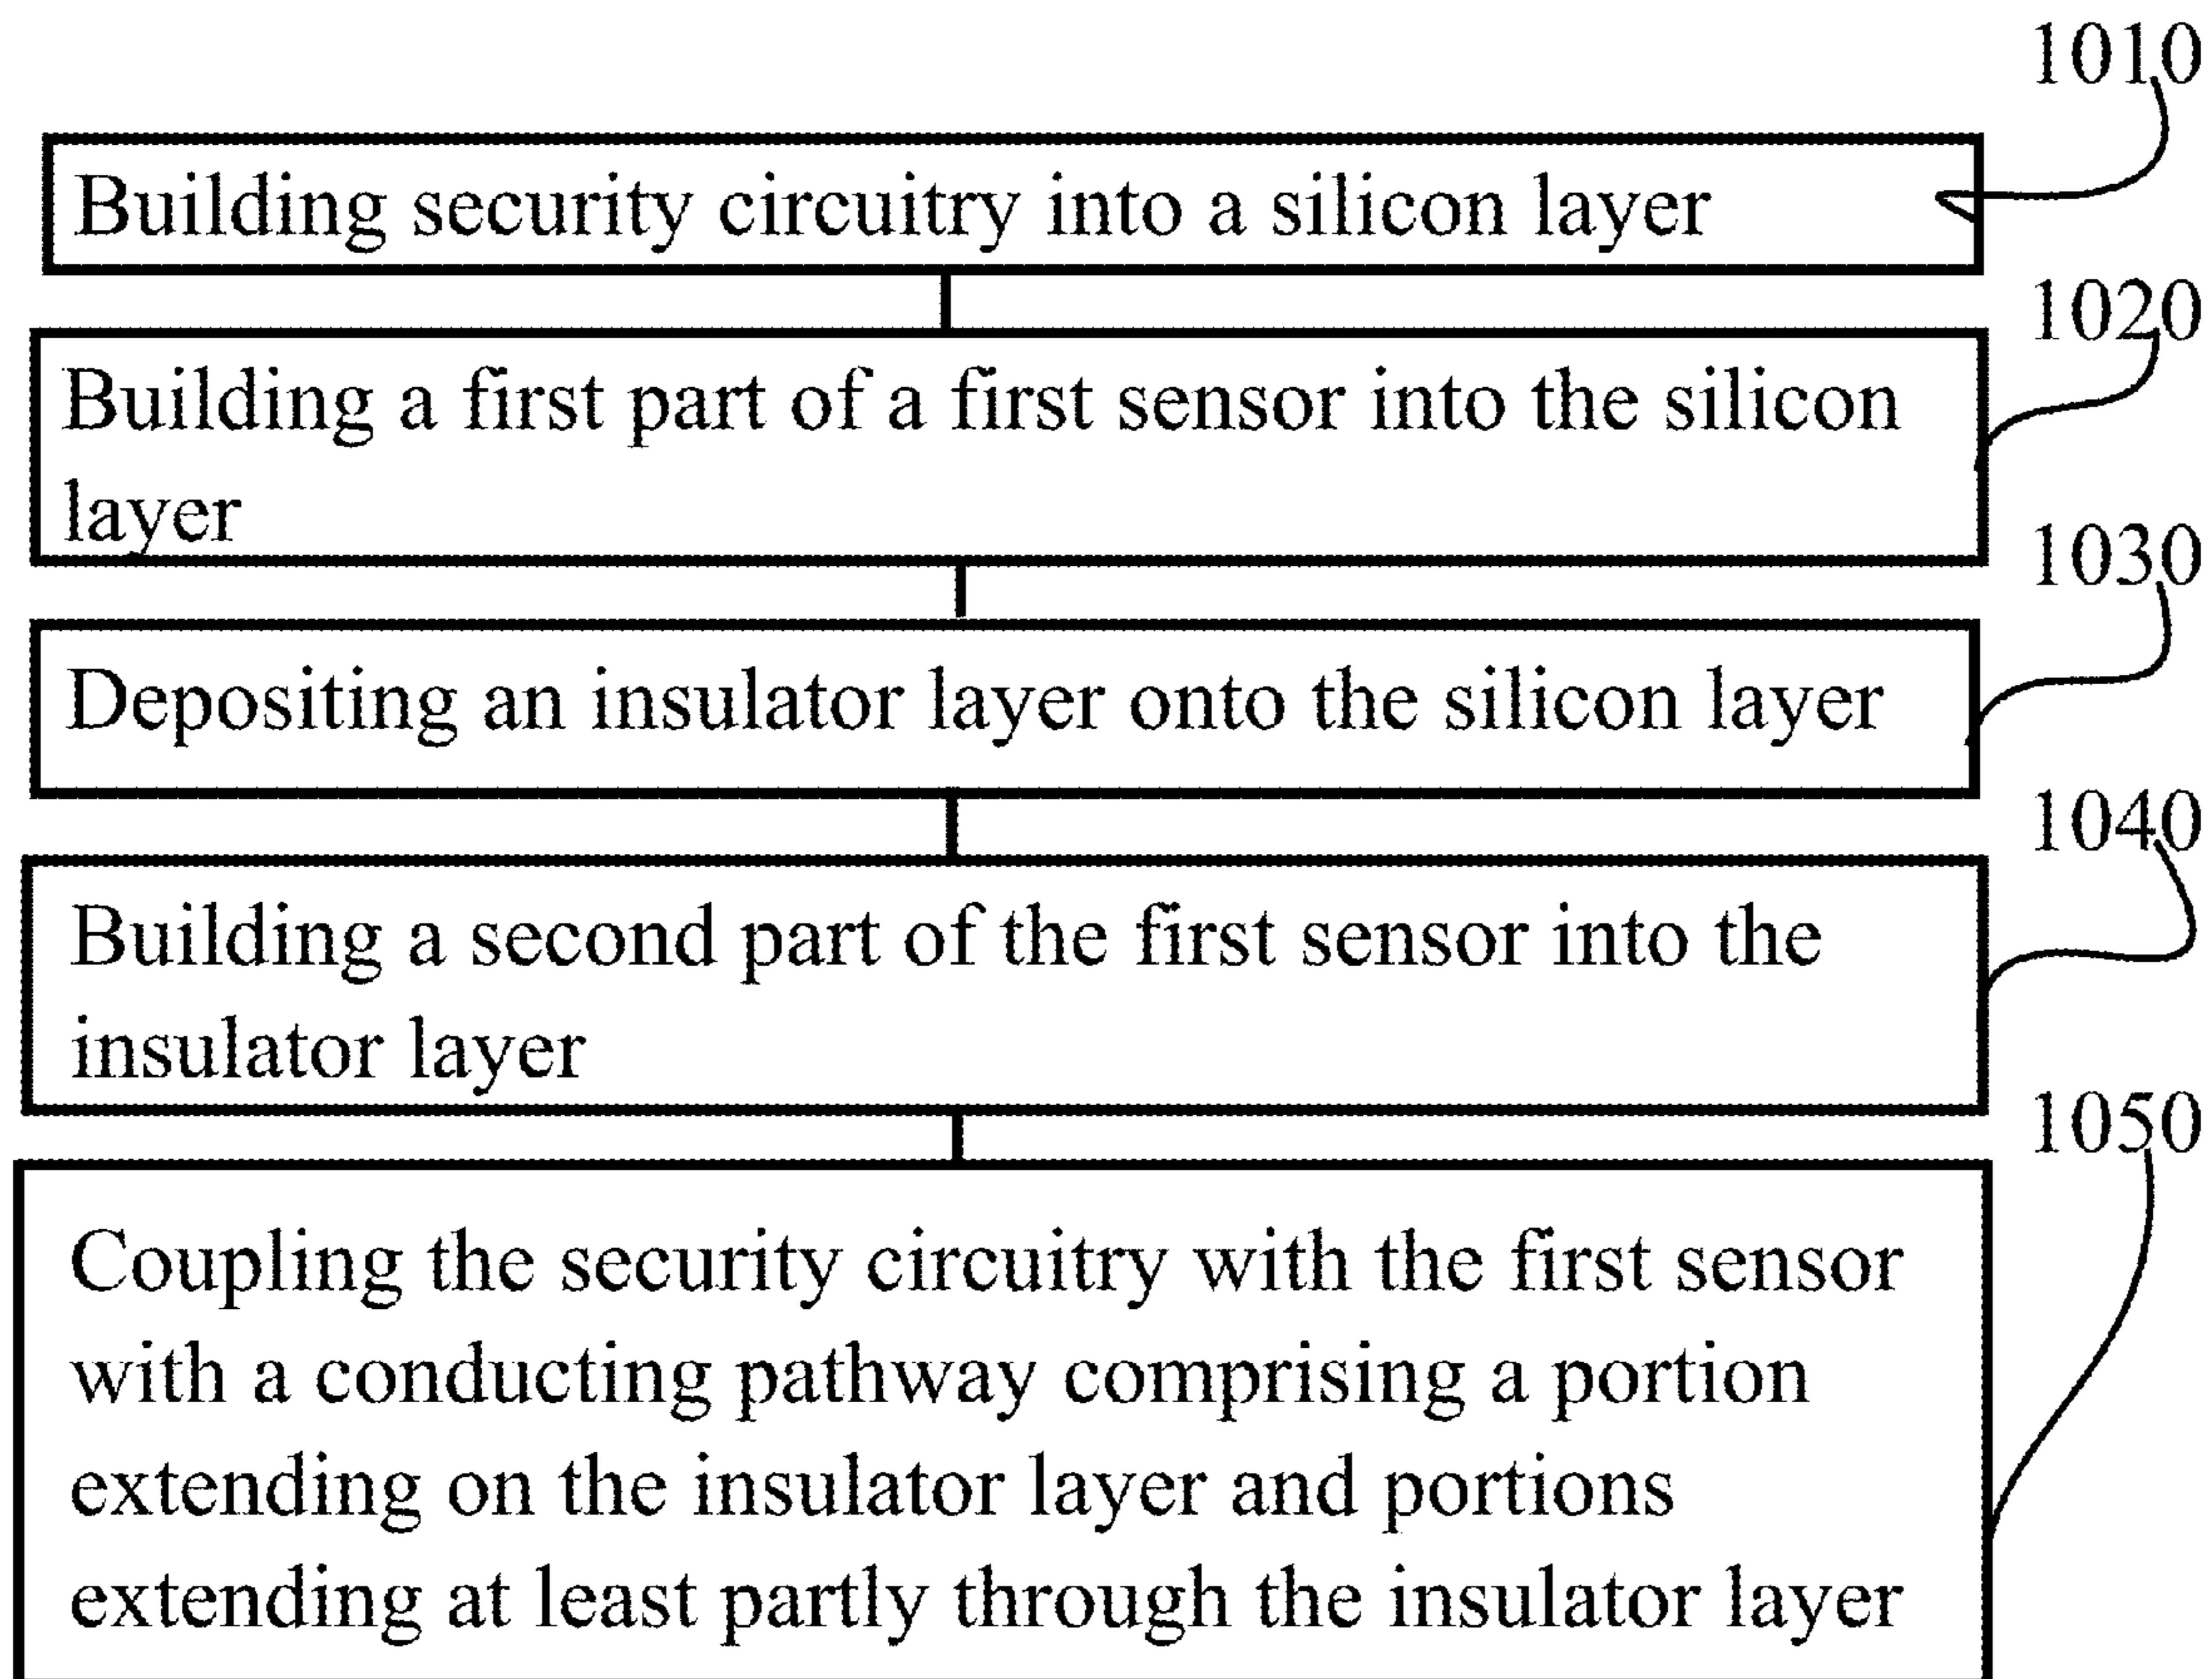 1010
Building security circuitry into a silicon layer
1020
Building a first part of a first sensor into the silicon
layer
1030
Depositing an insulator layer onto the silicon layer
1040
Building a second part of the first sensor into the
insulator layer
1050
Coupling the security circuitry with the first sensor
with a conducting pathway comprising a portion
extending on the insulator layer and portions
extending at least partly through the insulator layer